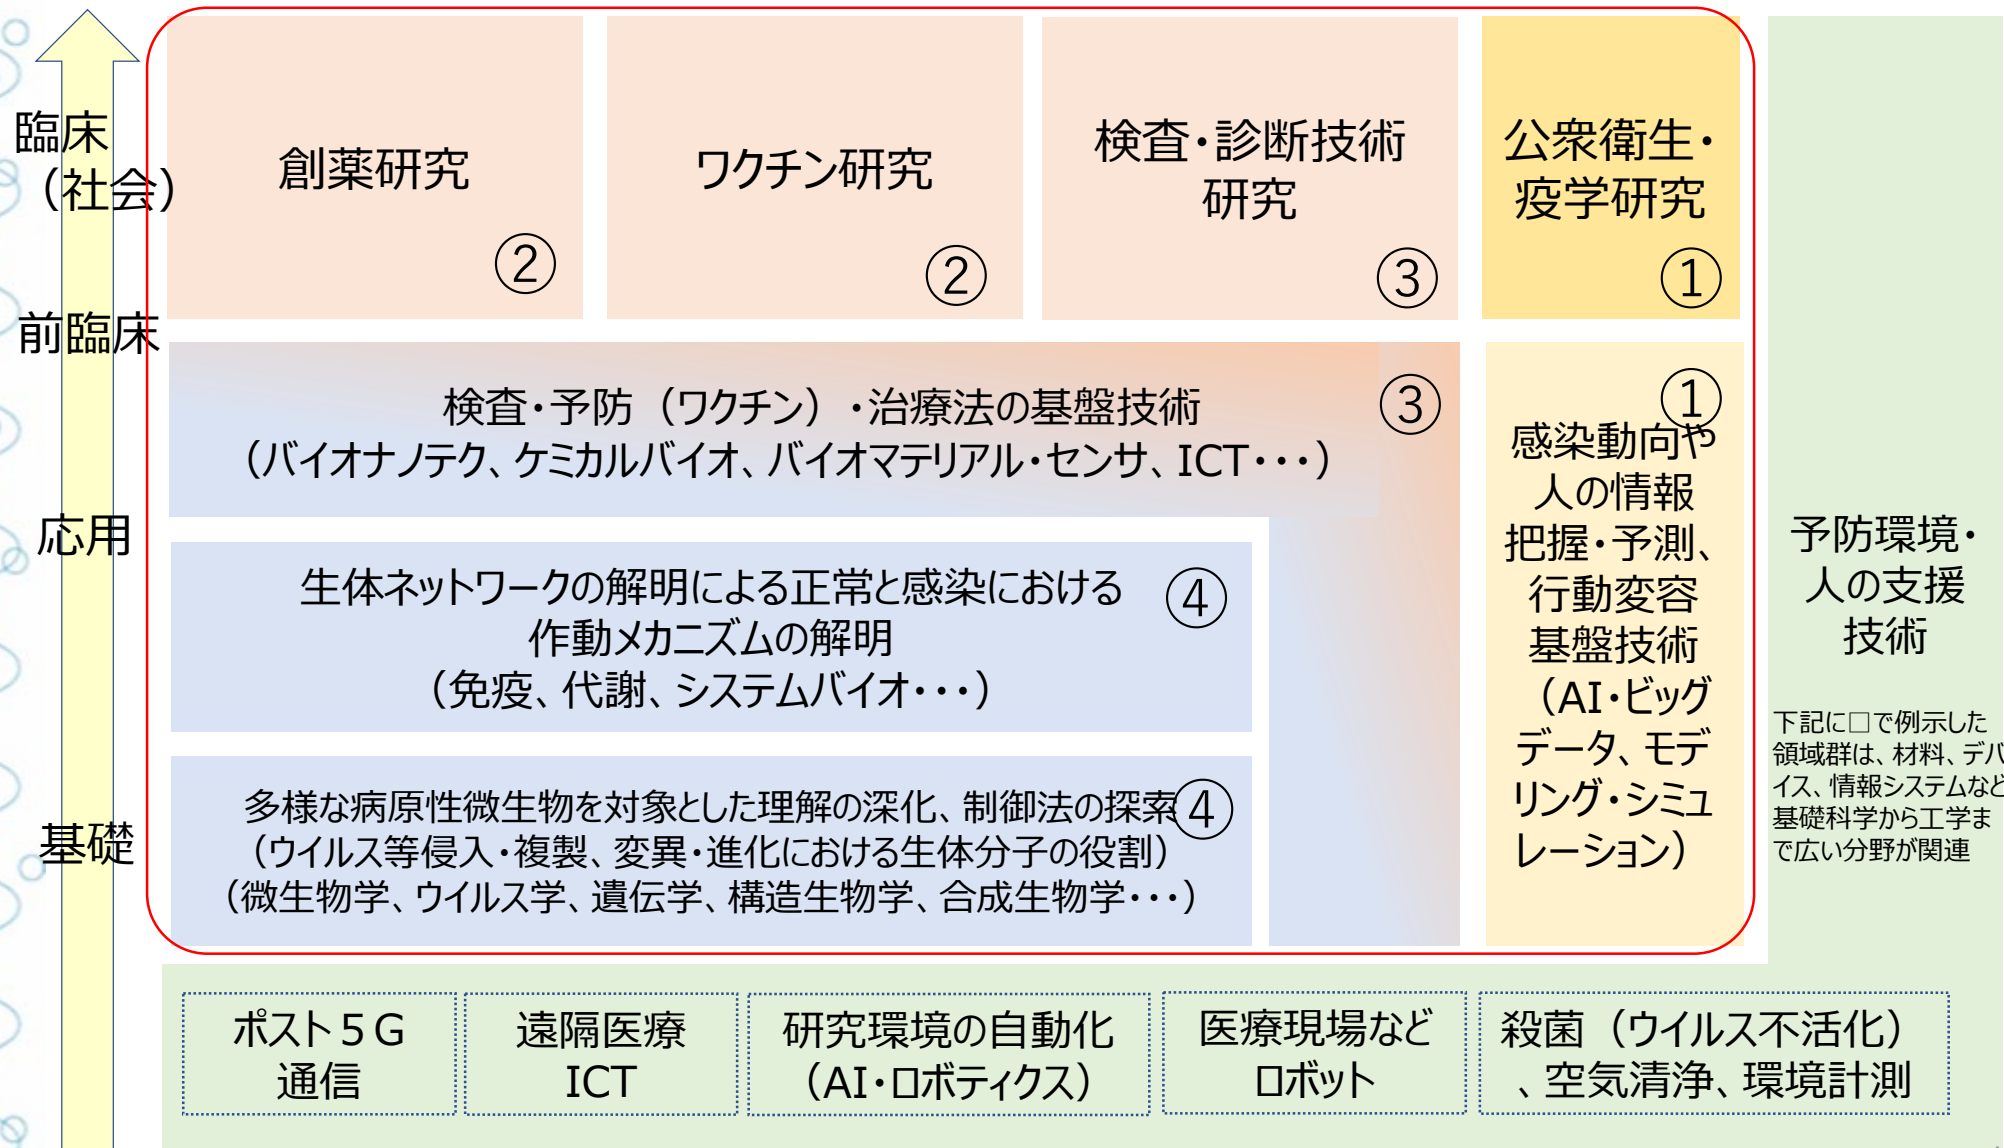 臨床
(社会)
前臨床
応用
基礎
創薬研究
②
ワクチン研究
②
検査・診断技術
研究
③
公衆衛生・
疫学研究
①
検査・予防（ワクチン）・治療法の基盤技術
（バイオナノテク、ケミカルバイオ、バイオマテリアル・センサ、ICT・・・）
③
生体ネットワークの解明による正常と感染における
作動メカニズムの解明
（免疫、代謝、システムバイオ・・・）
④
多様な病原性微生物を対象とした理解の深化、制御法の探索
（ウイルス等侵入・複製、変異・進化における生体分子の役割）
（微生物学、ウイルス学、遺伝学、構造生物学、合成生物学・・・）
④
①
感染動向や
人の情報
把握・予測、
行動変容
基盤技術
（AI・ビッグ
データ、モデ
リング・シミュ
レーション）
予防環境・
人の支援
技術
下記に□で例示した
領域群は、材料、デバ
イス、情報システムなど
基礎科学から工学ま
で広い分野が関連
ポスト５G
通信
遠隔医療
ICT
研究環境の自動化
（AI・ロボティクス）
医療現場など
ロボット
殺菌（ウイルス不活化）
、空気清浄、環境計測